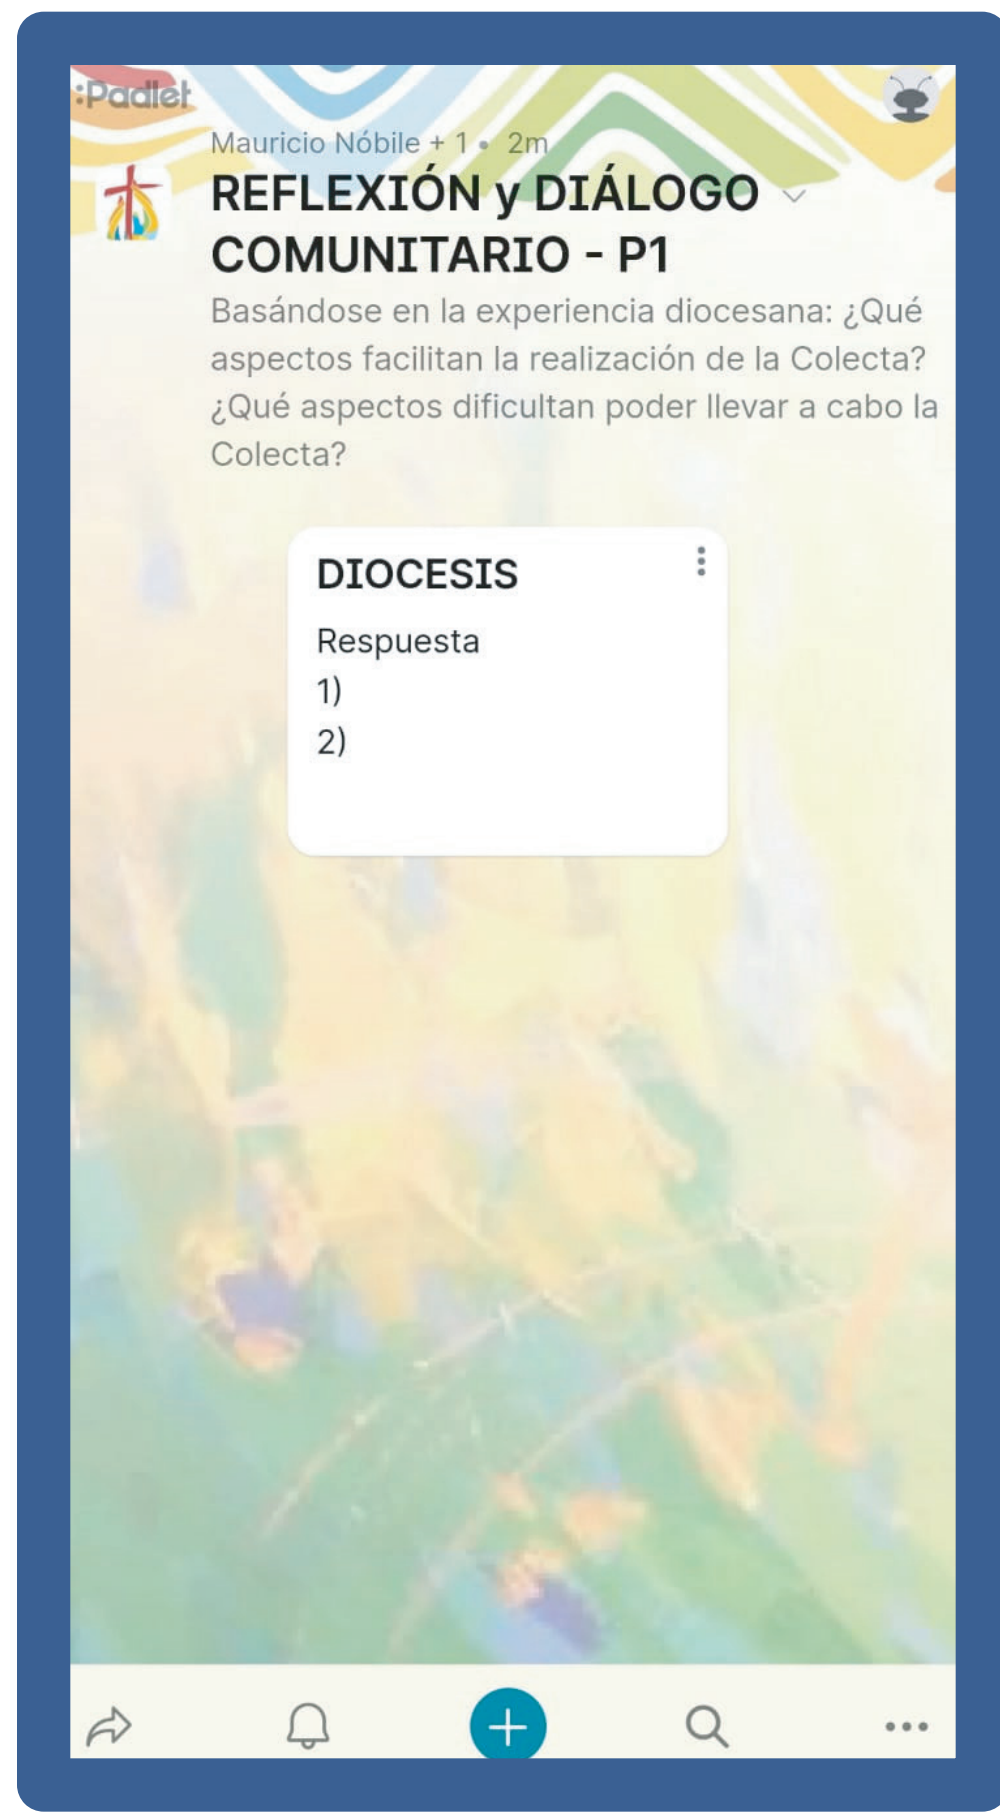 :Padlet
Mauricio Nóbile + 1 • 2m
REFLEXIÓN y DIÁLOGO
COMUNITARIO - P1
Basándose en la experiencia diocesana: ¿Qué
aspectos facilitan la realización de la Colecta?
¿Qué aspectos dificultan poder llevar a cabo la
Colecta?
DIOCESIS
Respuesta
1)
2)